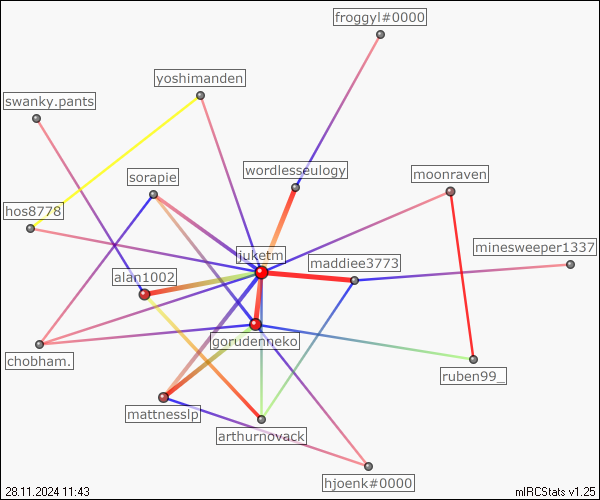 froggyl#0000
yoshimanden
swanky.pants
wordlesseulogy
moonraven
sorapie
hos8778
minesweeper1337
juketm
maddiee3773
alan1002
gorudenneko
chobham.
ruben99_
mattnesslp
arthurnovack
hjoenk#0000
28.11.2024 11:43
mIRCStats v1.25